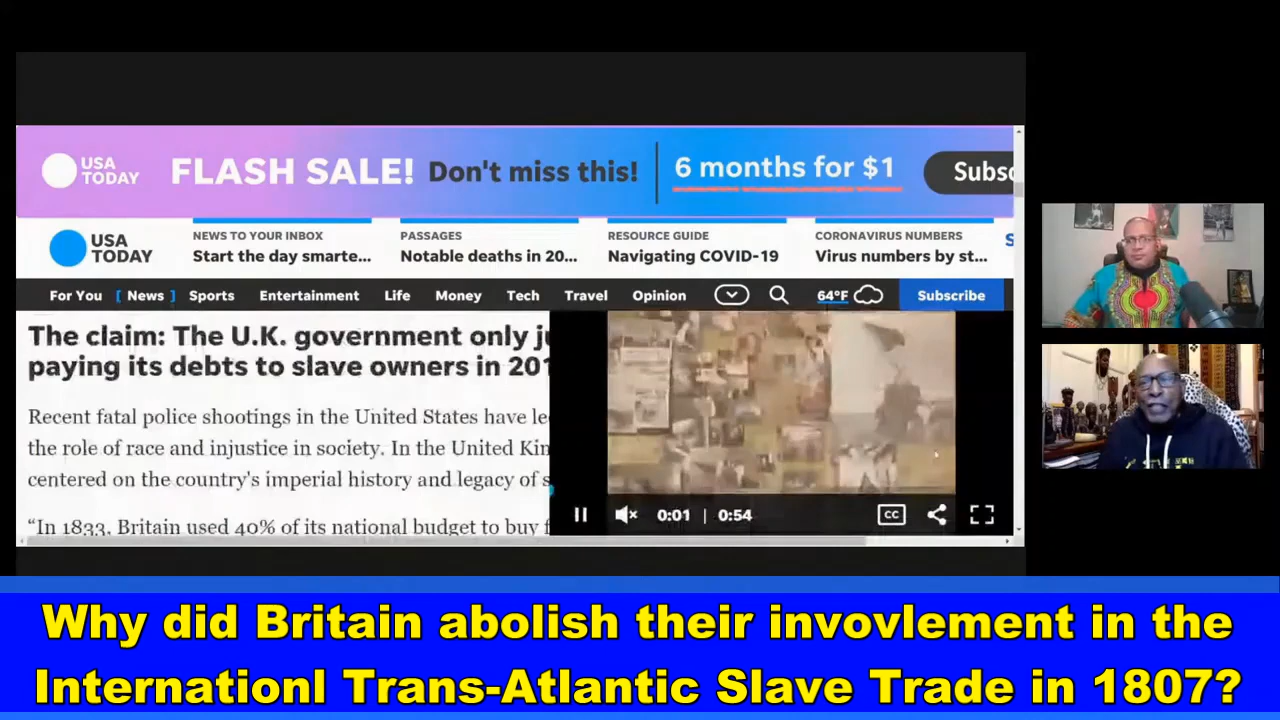 USA
TODAY
FLASH SALE! Don't miss this! 6 months for $1 Subsc
USA
TODAY
NEWS TO YOUR INBOX
Start the day smarte...
PASSAGES
Notable deaths in 20...
RESOURCE GUIDE
Navigating COVID-19
CORONAVIRUS NUMBERS
Virus numbers by st...
S
For You [ News ] Sports Entertainment Life Money Tech Travel Opinion 64°F Subscribe
The claim: The U.K. government only ju
paying its debts to slave owners in 201
Recent fatal police shootings in the United States have le
the role of race and injustice in society. In the United Kin
centered on the country's imperial history and legacy of s
“In 1833, Britain used 40% of its national budget to buy f
0:01 | 0:54 CC
Why did Britain abolish their invovlement in the
Internationl Trans-Atlantic Slave Trade in 1807?